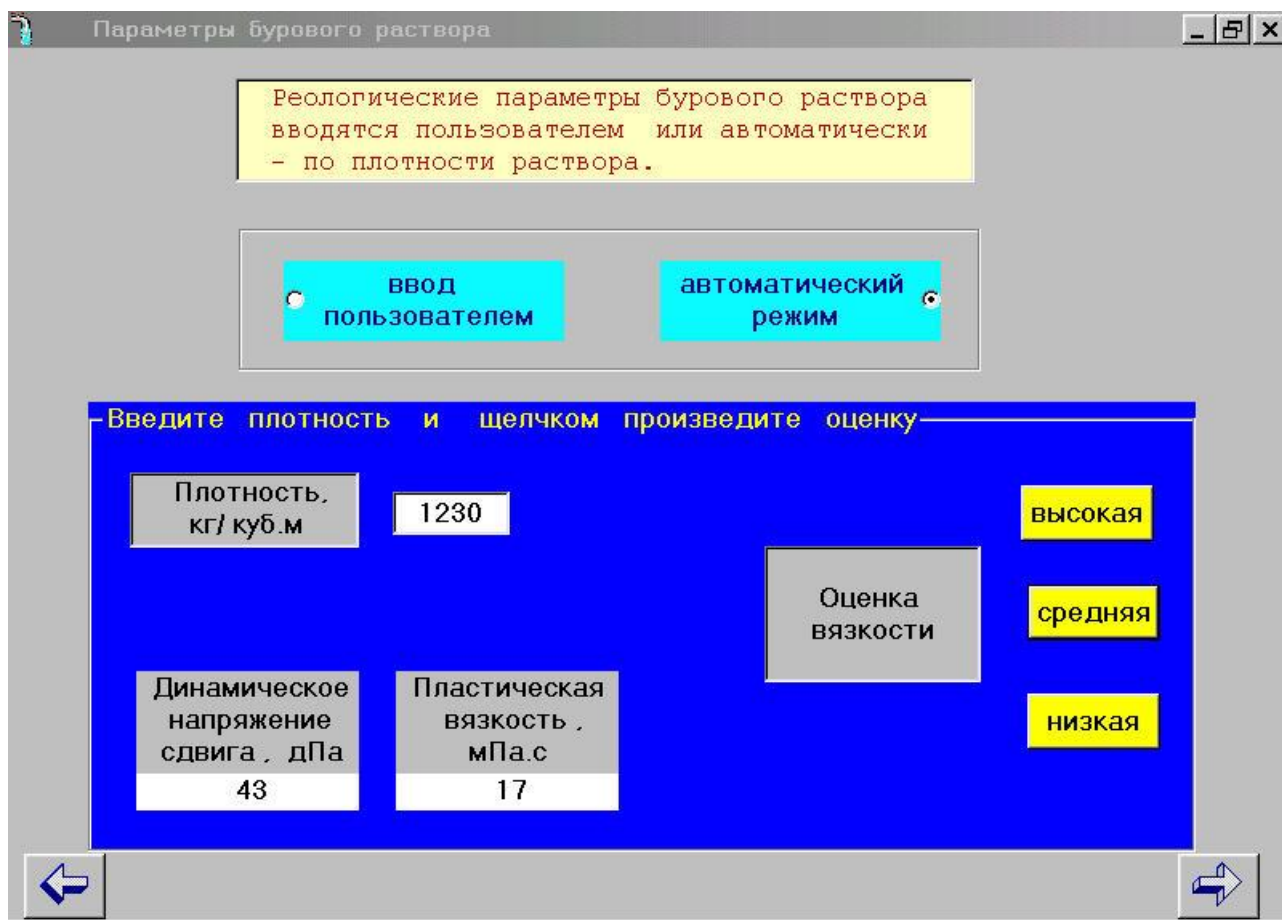 Параметры бурового раствора
Реологические параметры бурового раствора
вводятся пользователем или автоматически
- по плотности раствора.
ввод
пользователем
автоматический
режим
Введите плотность и щелчком произведите оценку
Плотность,
кг/куб.м
1230
высокая
Оценка
вязкости
средняя
низкая
Динамическое
напряжение
сдвига, дПа
43
Пластическая
вязкость,
мПа.с
17